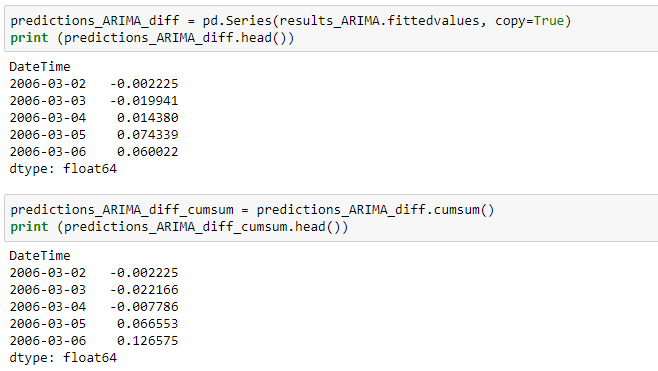 predictions_ARIMA_diff = pd.Series(results_ARIMA.fittedvalues, copy=True)
print (predictions_ARIMA_diff.head())
DateTime
2006-03-02   -0.002225
2006-03-03   -0.019941
2006-03-04    0.014380
2006-03-05    0.074339
2006-03-06    0.060022
dtype: float64
predictions_ARIMA_diff_cumsum = predictions_ARIMA_diff.cumsum()
print (predictions_ARIMA_diff_cumsum.head())
DateTime
2006-03-02   -0.002225
2006-03-03   -0.022166
2006-03-04   -0.007786
2006-03-05    0.066553
2006-03-06    0.126575
dtype: float64